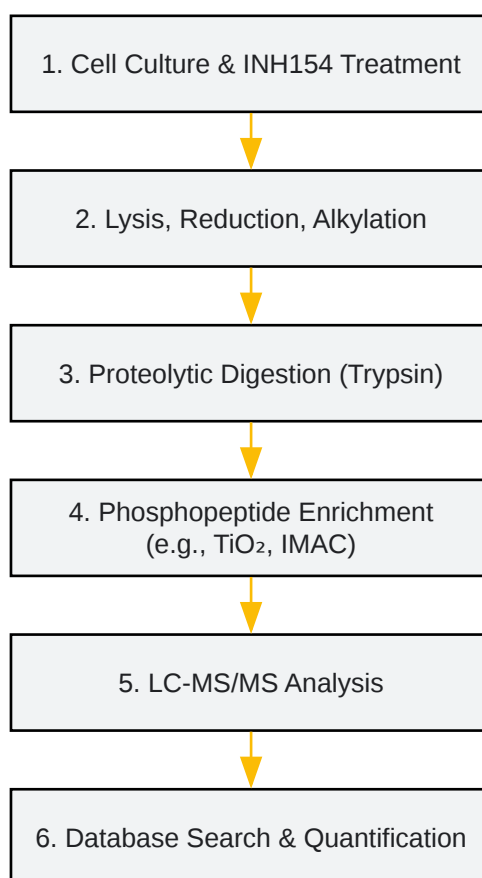 1. Cell Culture & INH154 Treatment
2. Lysis, Reduction, Alkylation
3. Proteolytic Digestion (Trypsin)
4. Phosphopeptide Enrichment
(e.g., TiO₂, IMAC)
5. LC-MS/MS Analysis
6. Database Search & Quantification